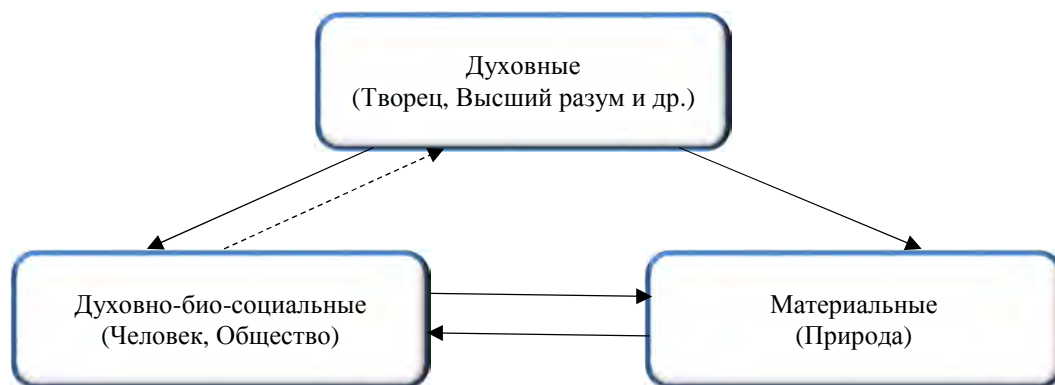 Духовные
(Творец, Высший разум и др.)
Духовно-био-социальные
(Человек, Общество)
Материальные
(Природа)